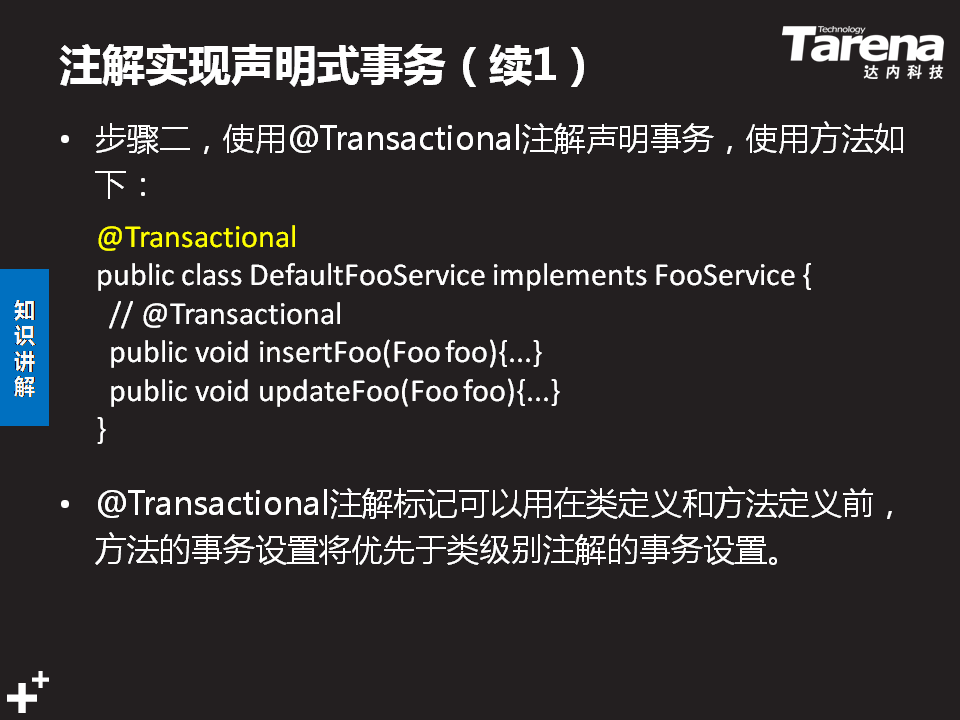 注解实现声明式事务（续1）
Technology
Tarena
达内科技
• 步骤二，使用@Transactional注解声明事务，使用方法如
下：
@Transactional
public class DefaultFooService implements FooService {
// @Transactional
public void insertFoo(Foo foo){...}
public void updateFoo(Foo foo){...}
}
知
识
讲
解
• @Transactional注解标记可以用在类定义和方法定义前，
方法的事务设置将优先于类级别注解的事务设置。